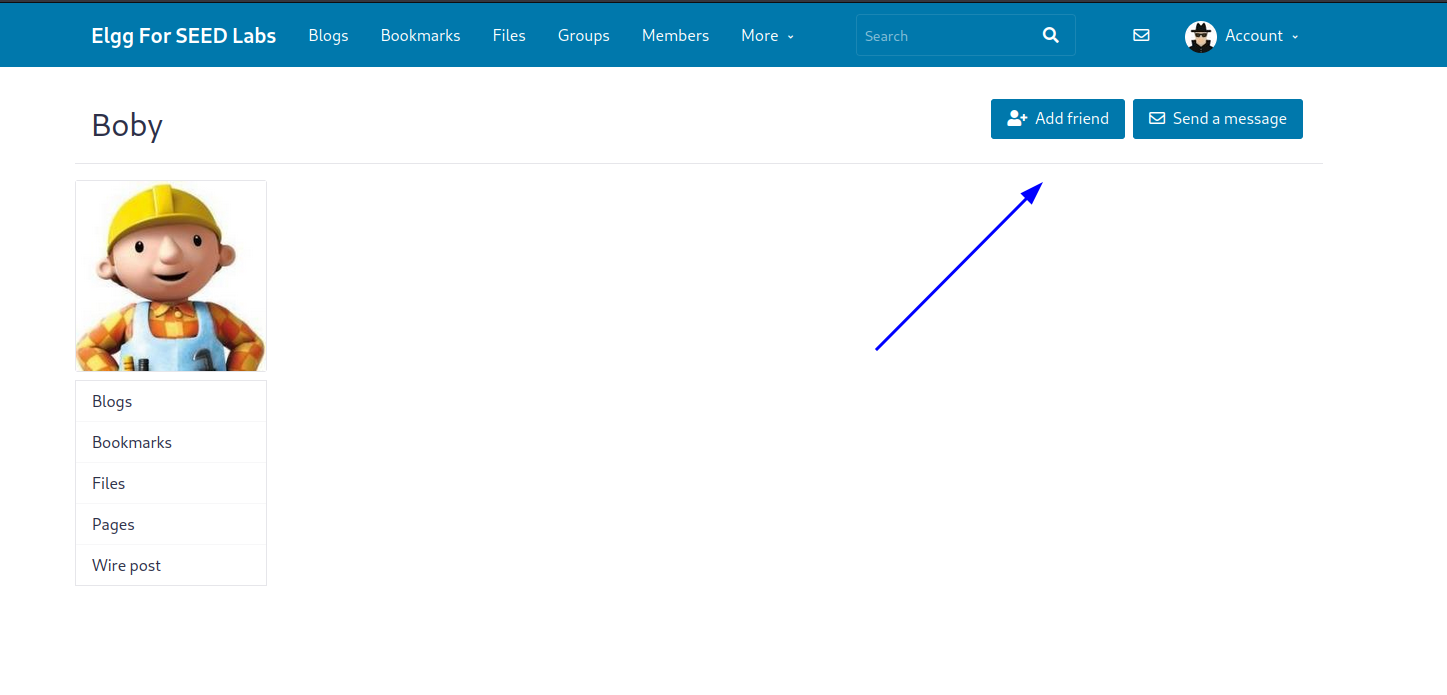 Elgg For SEED Labs Blogs Bookmarks Files Groups Members More Search Account
Boby Add friend Send a message
Blogs
Bookmarks
Files
Pages
Wire post